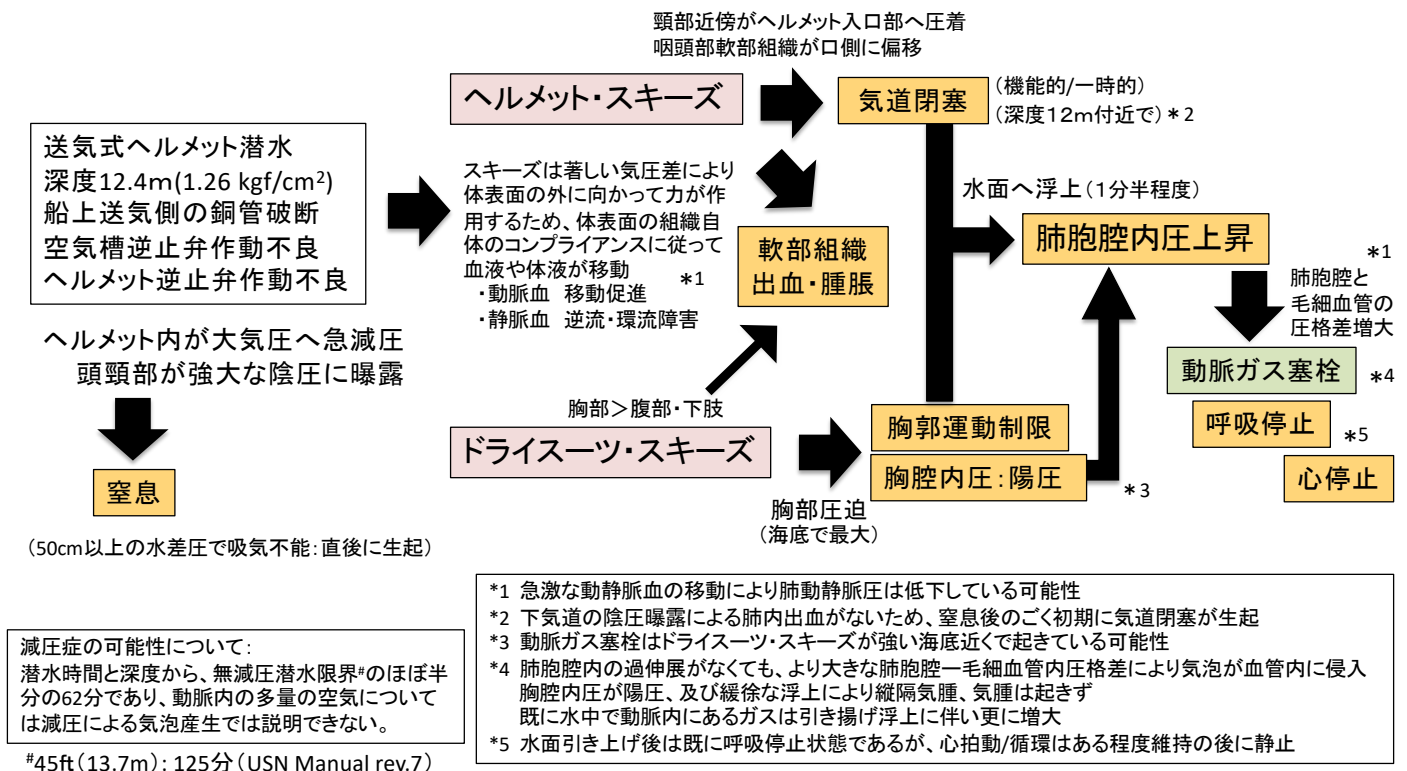 頸部近傍がヘルメット入口部へ圧着
咽頭部軟部組織が口側に偏移
ヘルメット・スキーズ
気道閉塞
(機能的/一時的)
(深度12m付近で)*2
送気式ヘルメット潜水
深度12.4m(1.26 kgf/cm2)
船上送気側の銅管破断
空気槽逆止弁作動不良
ヘルメット逆止弁作動不良
スキーズは著しい気圧差により
体表面の外に向かって力が作
用するため、体表面の組織自
体のコンプライアンスに従って
血液や体液が移動
*1
・動脈血 移動促進
・静脈血 逆流・環流障害
軟部組織
出血・腫脹
水面へ浮上(1分半程度)
肺胞腔内圧上昇
*1
肺胞腔と
毛細血管の
圧格差増大
ヘルメット内が大気圧へ急減圧
頭頸部が強大な陰圧に曝露
窒息
(50cm以上の水差圧で吸気不能:直後に生起)
胸部>腹部・下肢
ドライスーツ・スキーズ
胸部圧迫
(海底で最大)
胸郭運動制限
胸腔内圧:陽圧
*3
動脈ガス塞栓
*4
呼吸停止
*5
心停止
減圧症の可能性について:
潜水時間と深度から、無減圧潜水限界#のほぼ半
分の62分であり、動脈内の多量の空気について
は減圧による気泡産生では説明できない。
#45ft(13.7m): 125分(USN Manual rev.7)
*1 急激な動静脈血の移動により肺動静脈圧は低下している可能性
*2 下気道の陰圧曝露による肺内出血がないため、窒息後のごく初期に気道閉塞が生起
*3 動脈ガス塞栓はドライスーツ・スキーズが強い海底近くで起きている可能性
*4 肺胞腔内の過伸展がなくても、より大きな肺胞腔―毛細血管内圧格差により気泡が血管内に侵入
胸腔内圧が陽圧、及び緩徐な浮上により縦隔気腫、気腫は起きず
既に水中で動脈内にあるガスは引き揚げ浮上に伴い更に増大
*5 水面引き上げ後は既に呼吸停止状態であるが、心拍動/循環はある程度維持の後に静止